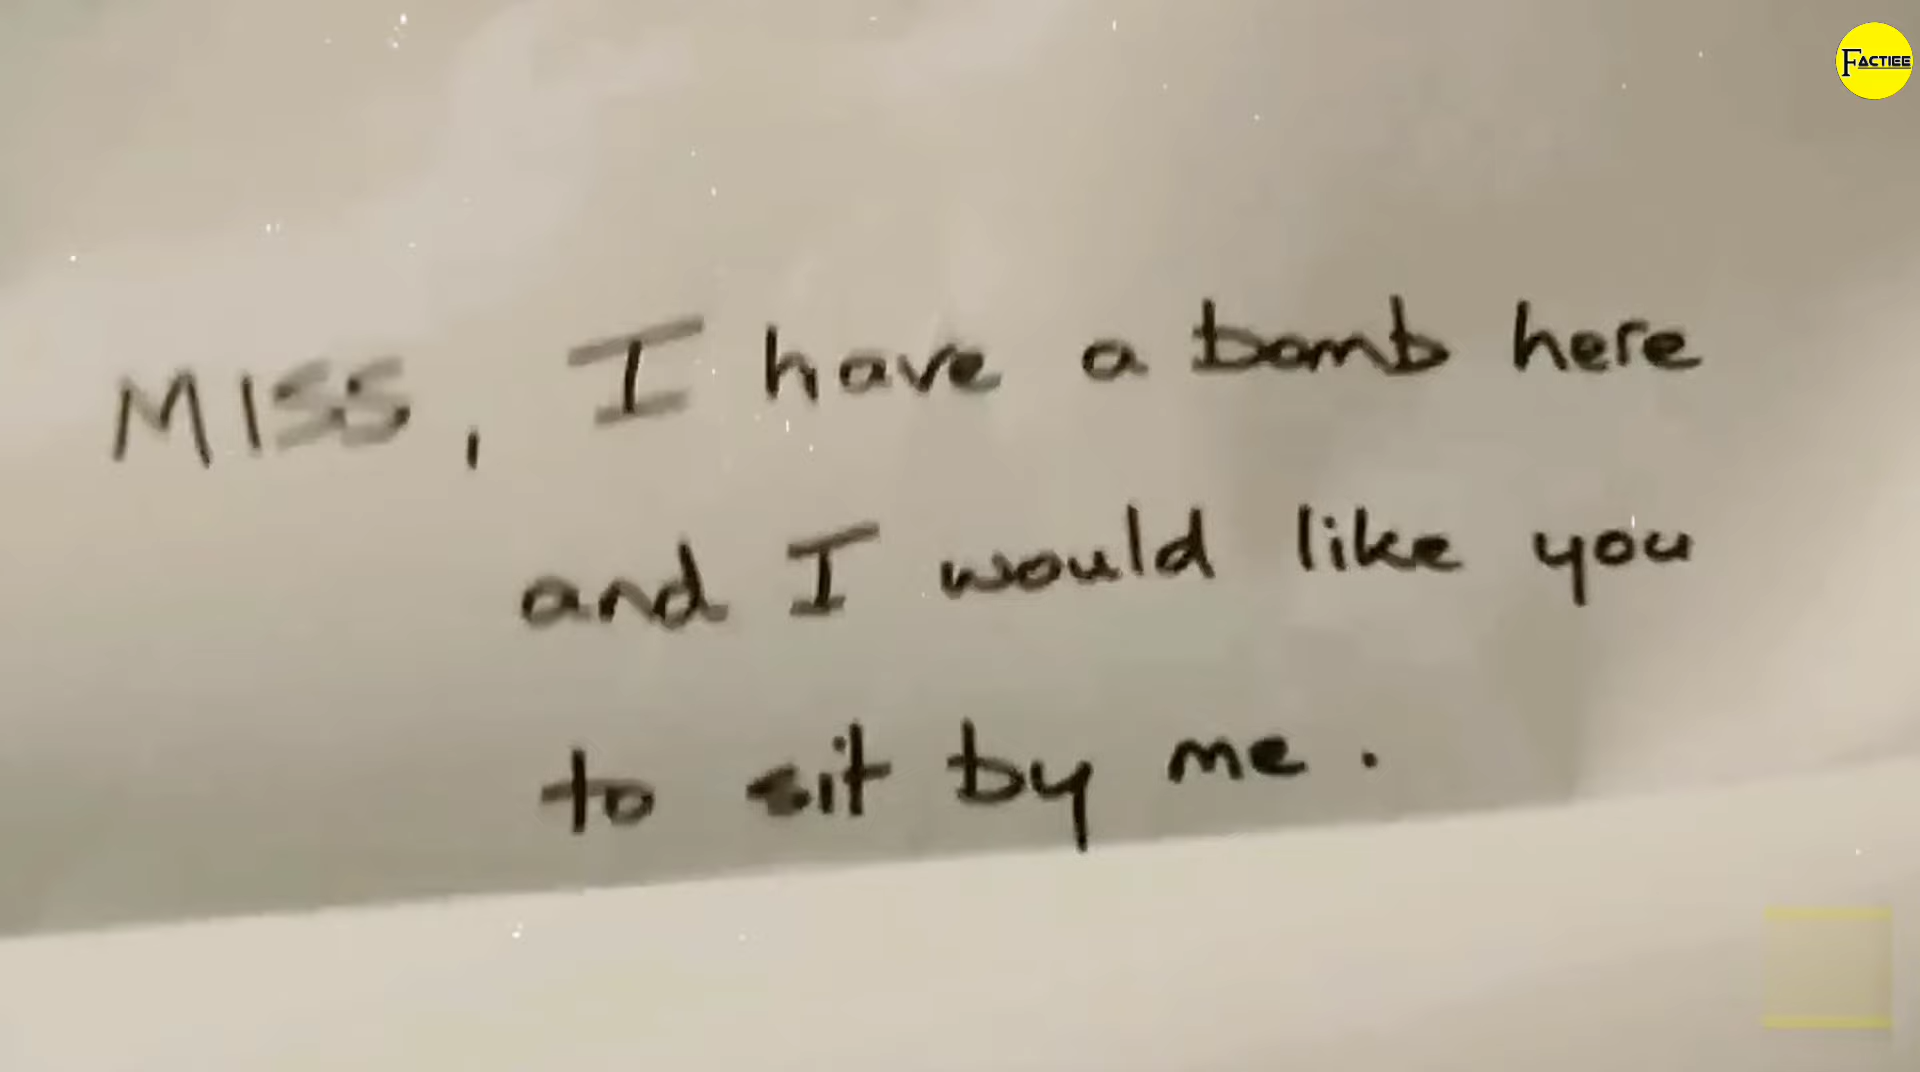 FACTIEE
MISS, I have a bomb here
and I would like you
to sit by me.